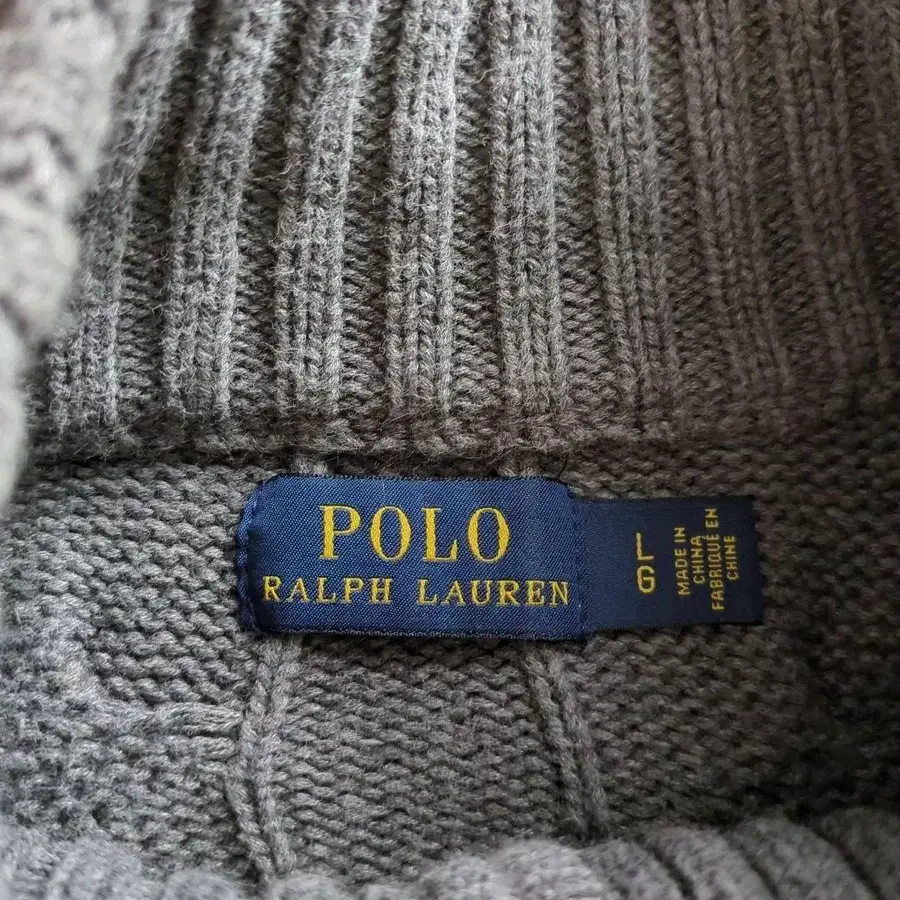 POLO
RALPH LAUREN
L
G
MADE IN
CHINA
FABRIQUÉ EN
CHINE